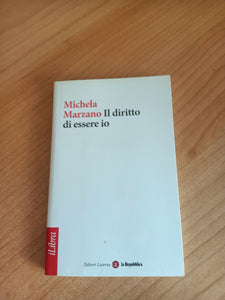 Michela
Marzano Il diritto
di essere io
iLibra
Editori Laterza la Repubblica